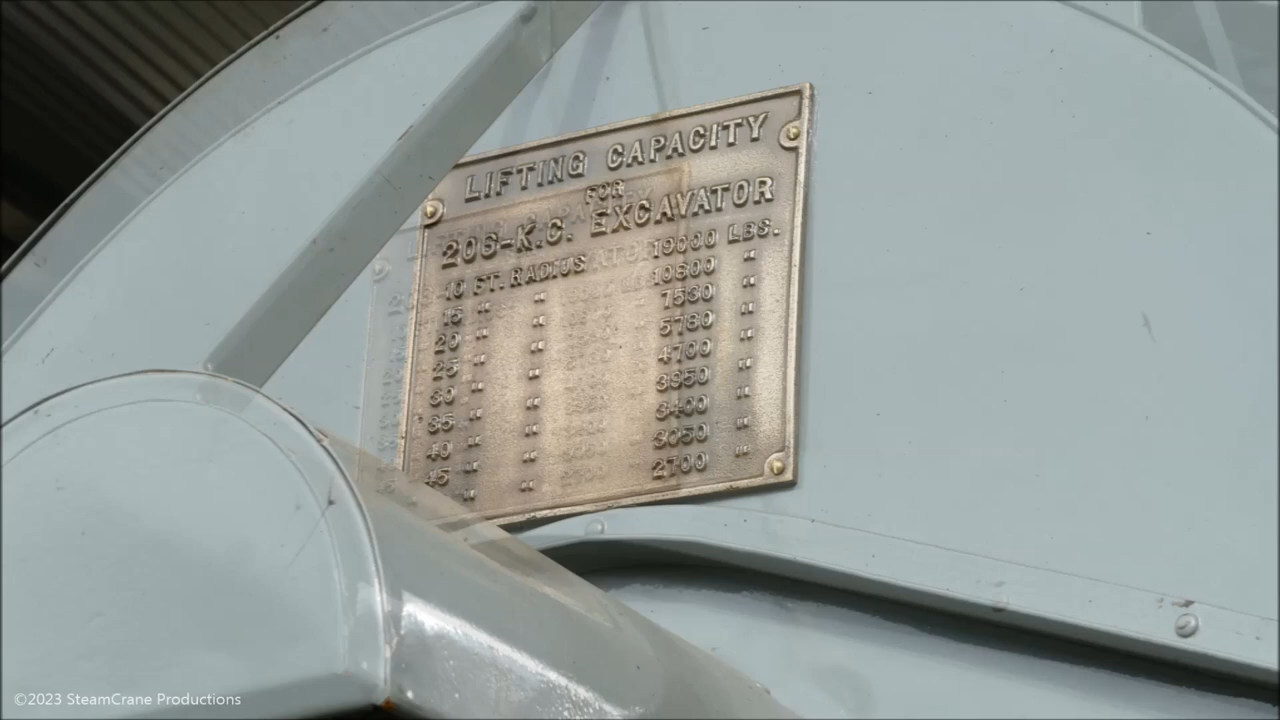 LIFTING CAPACITY
FOR
206-K.C. EXCAVATOR
10 FT. RADIUS 19000 LBS.
15 " " 10800 "
20 " " 7530 "
25 " " 5780 "
30 " " 4700 "
35 " " 3950 "
40 " " 3400 "
45 " " 3050 "
" " 2700 "
©2023 SteamCrane Productions